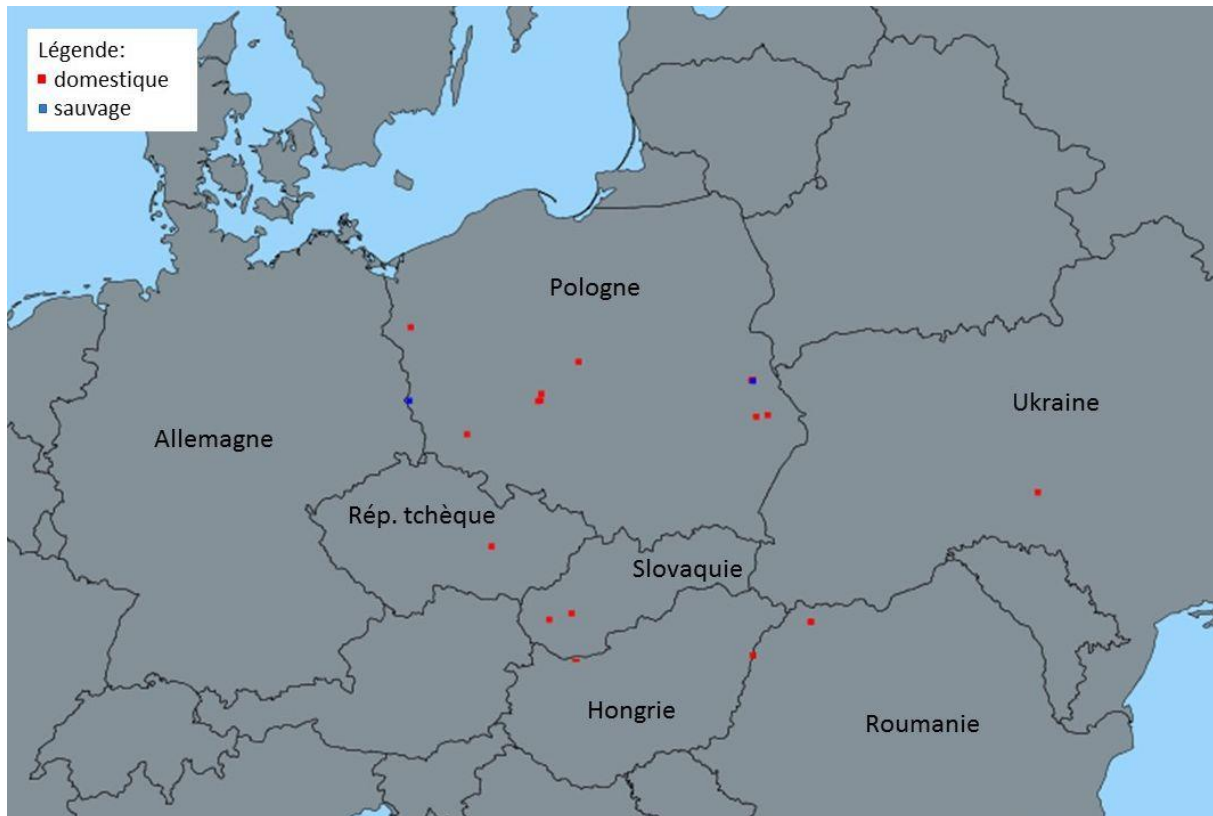 Légende:
domestique
sauvage
Pologne
Ukraine
Allemagne
Rép. tchèque
Slovaquie
Hongrie
Roumanie